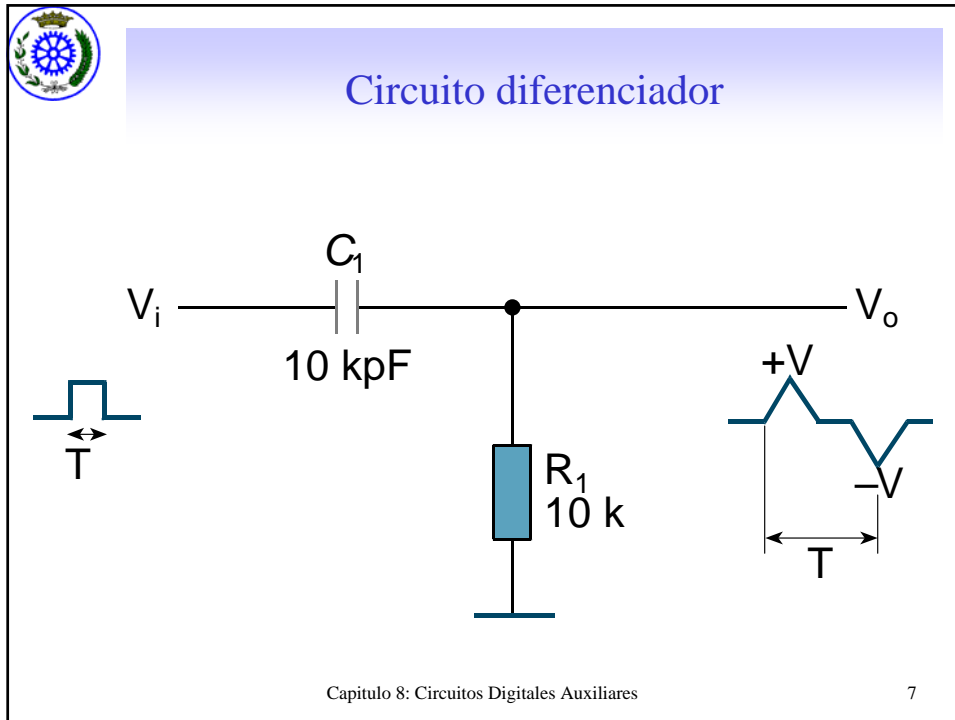 Circuito diferenciador
C₁
Vᵢ
Vₒ
10 kpF
+V
T
R₁
10 k
–V
T
Capitulo 8: Circuitos Digitales Auxiliares 7